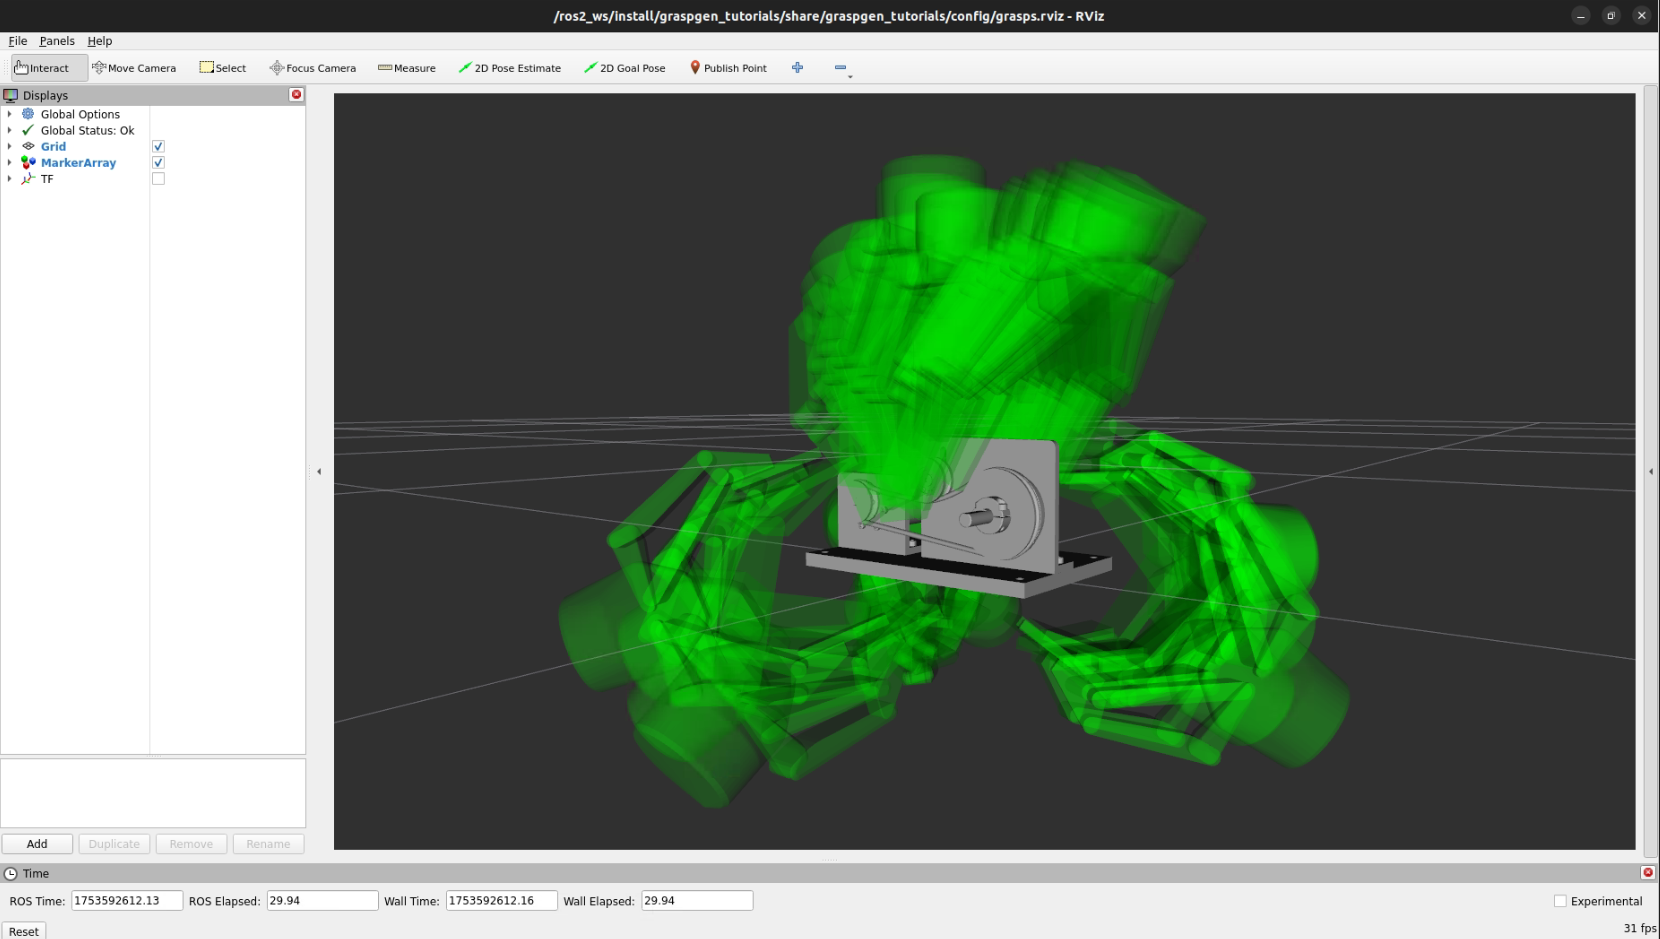 /ros2_ws/install/graspgen_tutorials/share/graspgen_tutorials/config/grasps.rviz - RViz
File Panels Help
Interact Move Camera Select Focus Camera Measure 2D Pose Estimate 2D Goal Pose Publish Point
Displays
Global Options
Global Status: Ok
Grid
MarkerArray
TF
Add Duplicate Remove Rename
Time
ROS Time: 1753592612.13 ROS Elapsed: 29.94 Wall Time: 1753592612.16 Wall Elapsed: 29.94 Experimental
Reset 31 fps